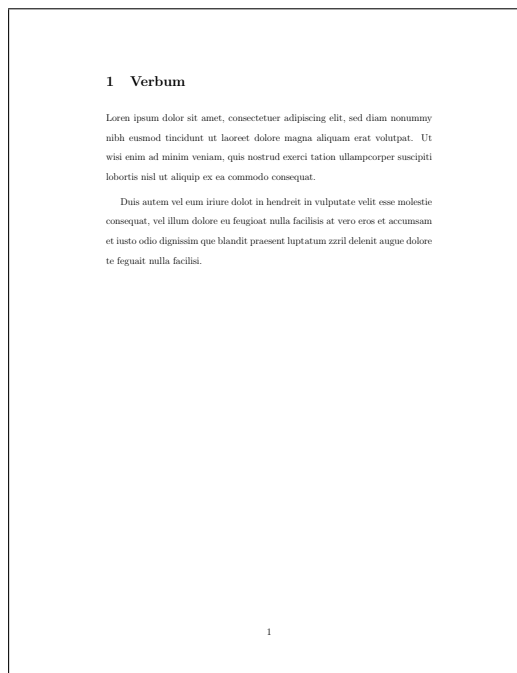 1 Verbum
Loren ipsum dolor sit amet, consectetuer adipiscing elit, sed diam nonummy
nibh eusmod tincidunt ut laoreet dolore magna aliquam erat volutpat. Ut
wisi enim ad minim veniam, quis nostrud exerci tation ullampcorper suscipiti
lobortis nisl ut aliquip ex ea commodo consequat.
Duis autem vel eum iriure dolot in hendreit in vulputate velit esse molestie
consequat, vel illum dolore eu feugioat nulla facilisis at vero eros et accumsam
et iusto odio dignissim que blandit praesent luptatum zzril delenit augue dolore
te feguait nulla facilisi.
1